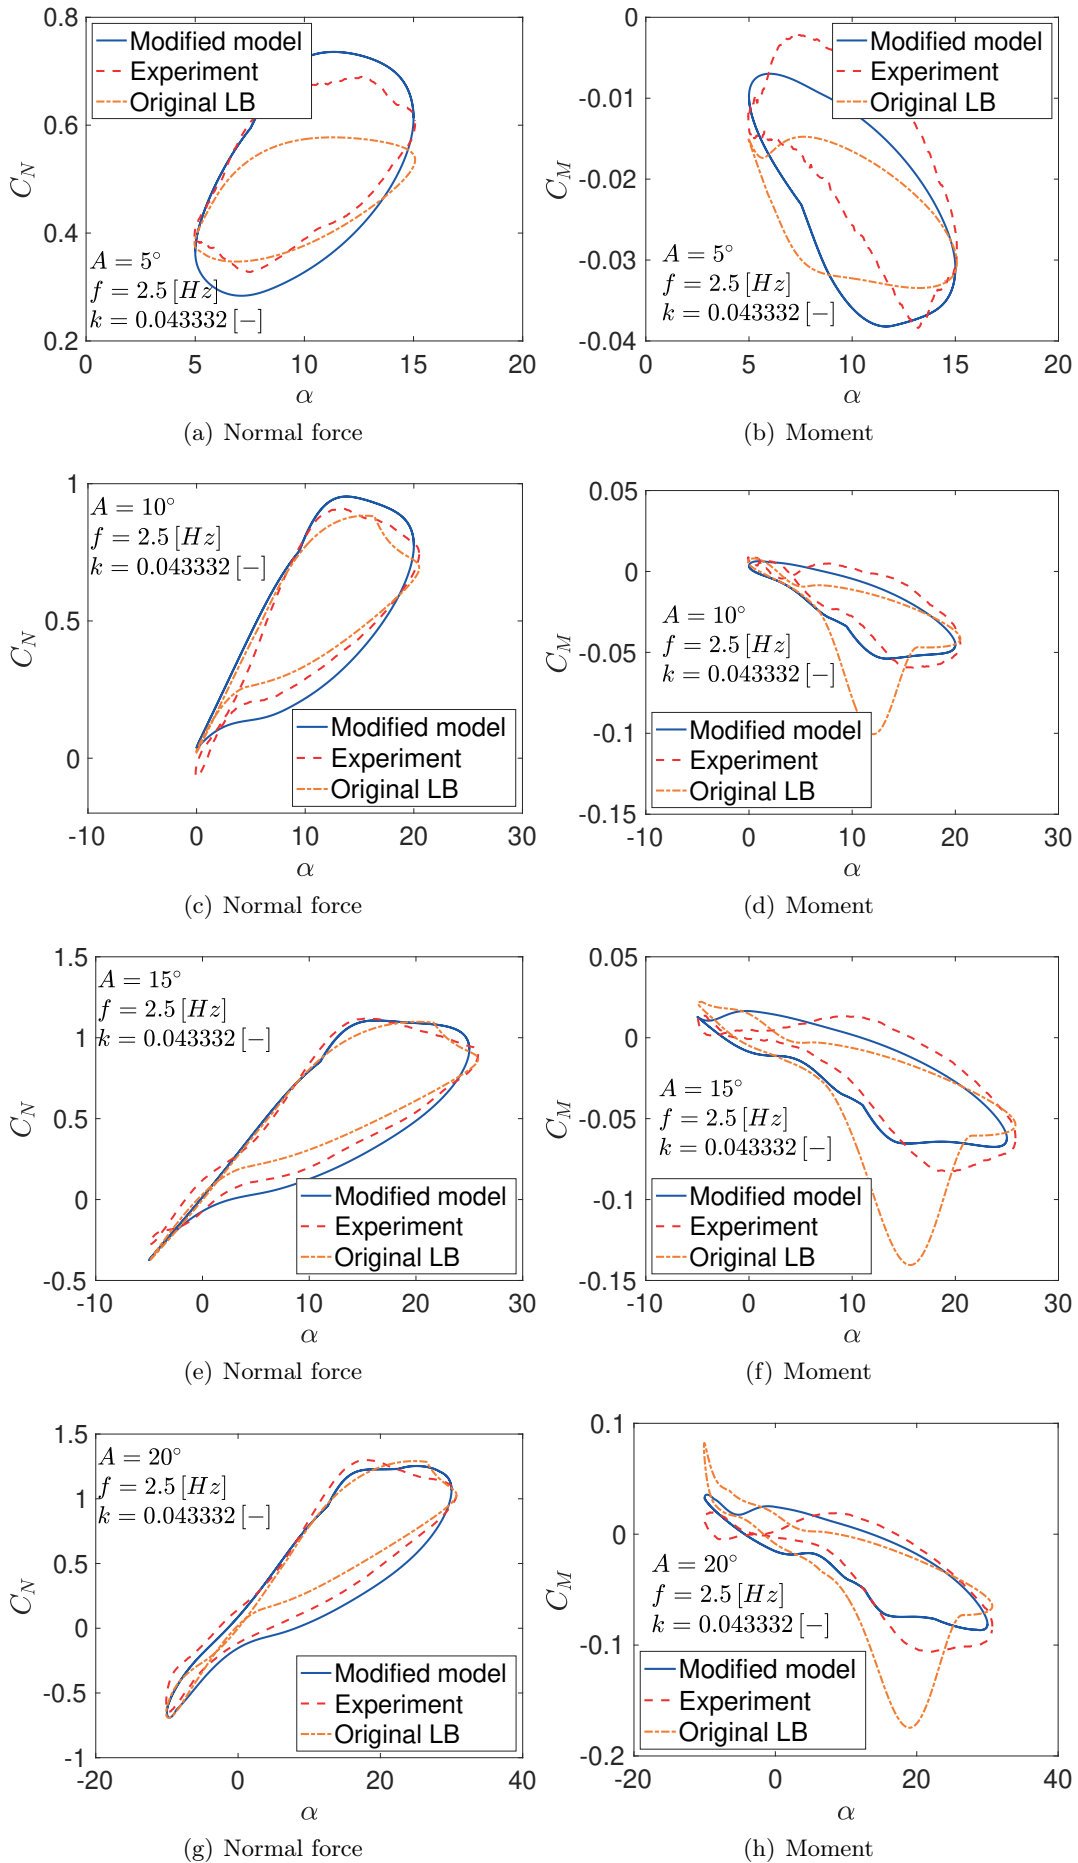 0.8
0.6
0.4
0.2
0 5 10 15 20
C_N
α
Modified model
Experiment
Original LB
A = 5°
f = 2.5 [Hz]
k = 0.043332 [−]
(a) Normal force
0
-0.01
-0.02
-0.03
-0.04
0 5 10 15 20
C_M
α
Modified model
Experiment
Original LB
A = 5°
f = 2.5 [Hz]
k = 0.043332 [−]
(b) Moment
1
0.5
0
-10 0 10 20 30
C_N
α
A = 10°
f = 2.5 [Hz]
k = 0.043332 [−]
Modified model
Experiment
Original LB
(c) Normal force
0.05
0
-0.05
-0.1
-0.15
-10 0 10 20 30
C_M
α
A = 10°
f = 2.5 [Hz]
k = 0.043332 [−]
Modified model
Experiment
Original LB
(d) Moment
1.5
1
0.5
0
-0.5
-10 0 10 20 30
C_N
α
A = 15°
f = 2.5 [Hz]
k = 0.043332 [−]
Modified model
Experiment
Original LB
(e) Normal force
0.05
0
-0.05
-0.1
-0.15
-10 0 10 20 30
C_M
α
A = 15°
f = 2.5 [Hz]
k = 0.043332 [−]
Modified model
Experiment
Original LB
(f) Moment
1.5
1
0.5
0
-0.5
-1
-20 0 20 40
C_N
α
A = 20°
f = 2.5 [Hz]
k = 0.043332 [−]
Modified model
Experiment
Original LB
(g) Normal force
0.1
0
-0.1
-0.2
-20 0 20 40
C_M
α
A = 20°
f = 2.5 [Hz]
k = 0.043332 [−]
Modified model
Experiment
Original LB
(h) Moment